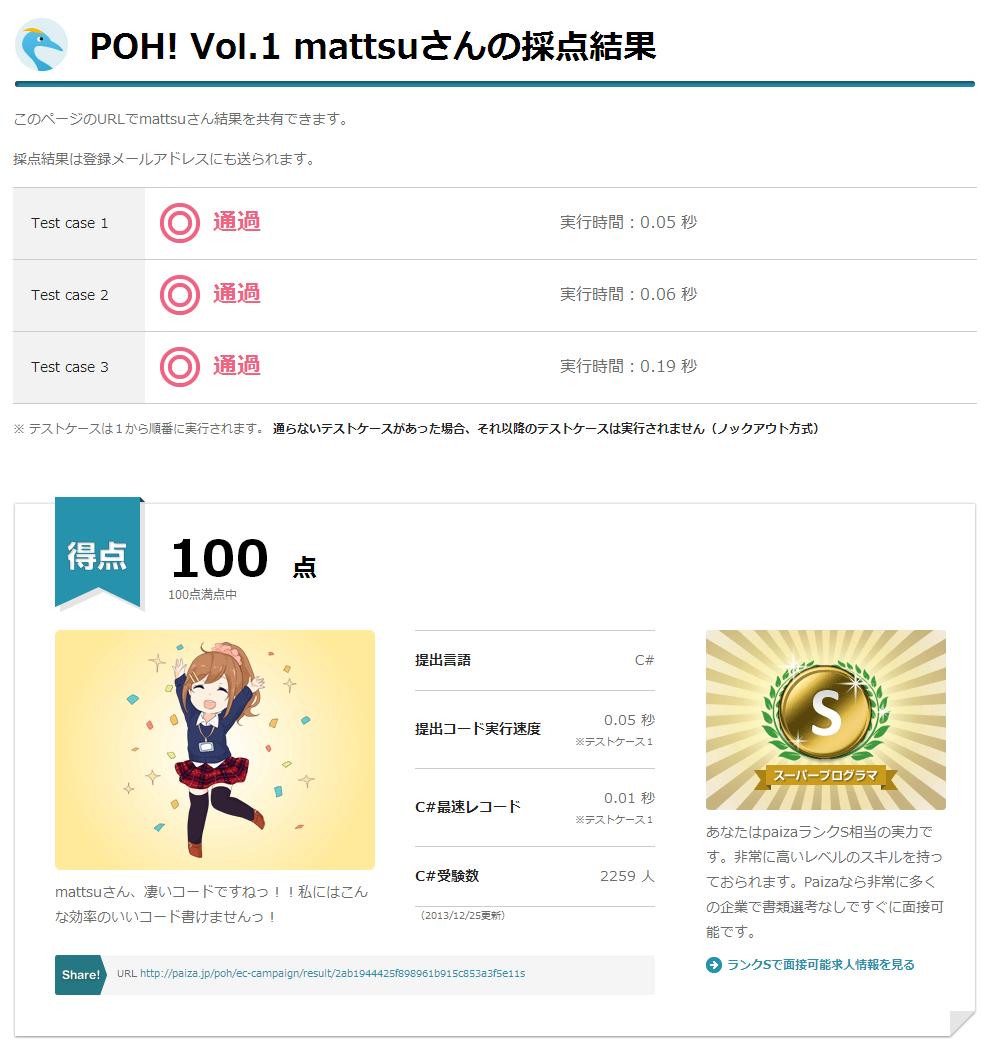 POH! Vol.1 mattsuさんの採点結果
このページのURLでmattsuさん結果を共有できます。
採点結果は登録メールアドレスにも送られます。
Test case 1 通過 実行時間：0.05 秒
Test case 2 通過 実行時間：0.06 秒
Test case 3 通過 実行時間：0.19 秒
※ テストケースは１から順番に実行されます。 通らないテストケースがあった場合、それ以降のテストケースは実行されません（ノックアウト方式）
得点
100 点
100点満点中
mattsuさん、凄いコードですねっ！！私にはこん
な効率のいいコード書けませんっ！
提出言語 C#
提出コード実行速度 0.05 秒
※テストケース１
C#最速レコード 0.01 秒
※テストケース１
C#受験数 2259 人
（2013/12/25更新）
S
スーパープログラマ
あなたはpaizaランクS相当の実力で
す。非常に高いレベルのスキルを持っ
ておられます。Paizaなら非常に多く
の企業で書類選考なしですぐに面接可
能です。
ランクSで面接可能求人情報を見る
Share! URL http://paiza.jp/poh/ec-campaign/result/2ab1944425f898961b915c853a3f5e11s